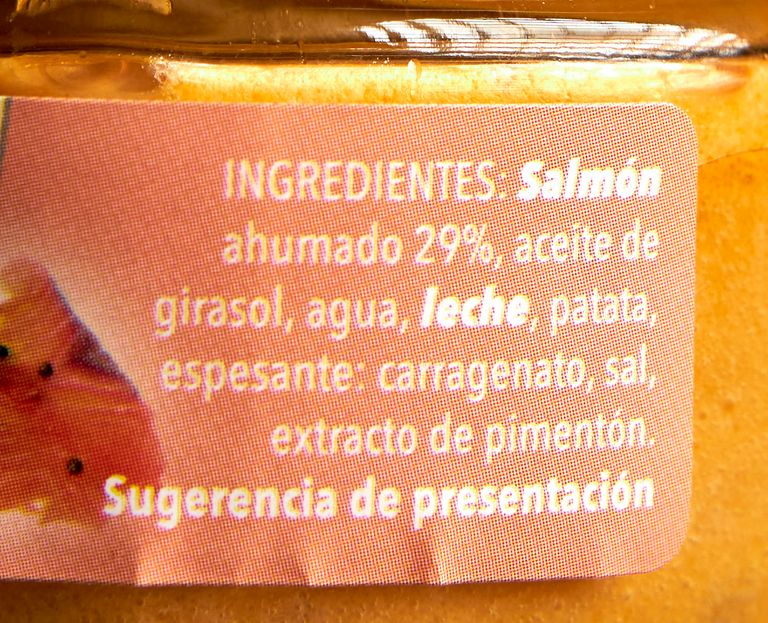 INGREDIENTES: Salmón
ahumado 29%, aceite de
girasol, agua, leche, patata,
espesante: carragenato, sal,
extracto de pimentón.
Sugerencia de presentación